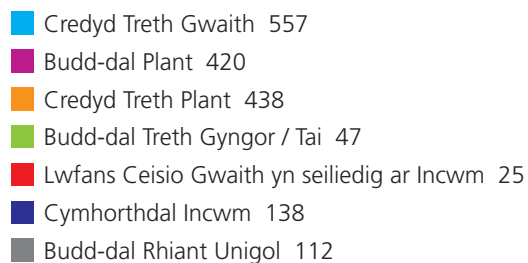 Credyd Treth Gwaith 557
Budd-dal Plant 420
Credyd Treth Plant 438
Budd-dal Treth Gyngor / Tai 47
Lwfans Ceisio Gwaith yn seiliedig ar Incwm 25
Cymhorthdal Incwm 138
Budd-dal Rhiant Unigol 112